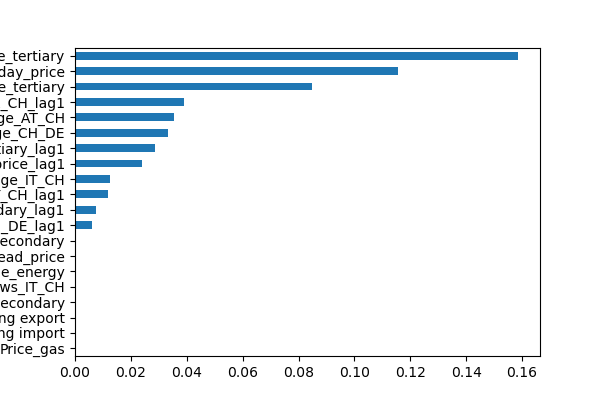 e_tertiary
day_price
e_tertiary
_CH_lag1
ge_AT_CH
ge_CH_DE
tiary_lag1
price_lag1
ge_IT_CH
_CH_lag1
dary_lag1
_DE_lag1
econdary
ead_price
e_energy
ws_IT_CH
econdary
ng export
ng import
Price_gas
0.00 0.02 0.04 0.06 0.08 0.10 0.12 0.14 0.16